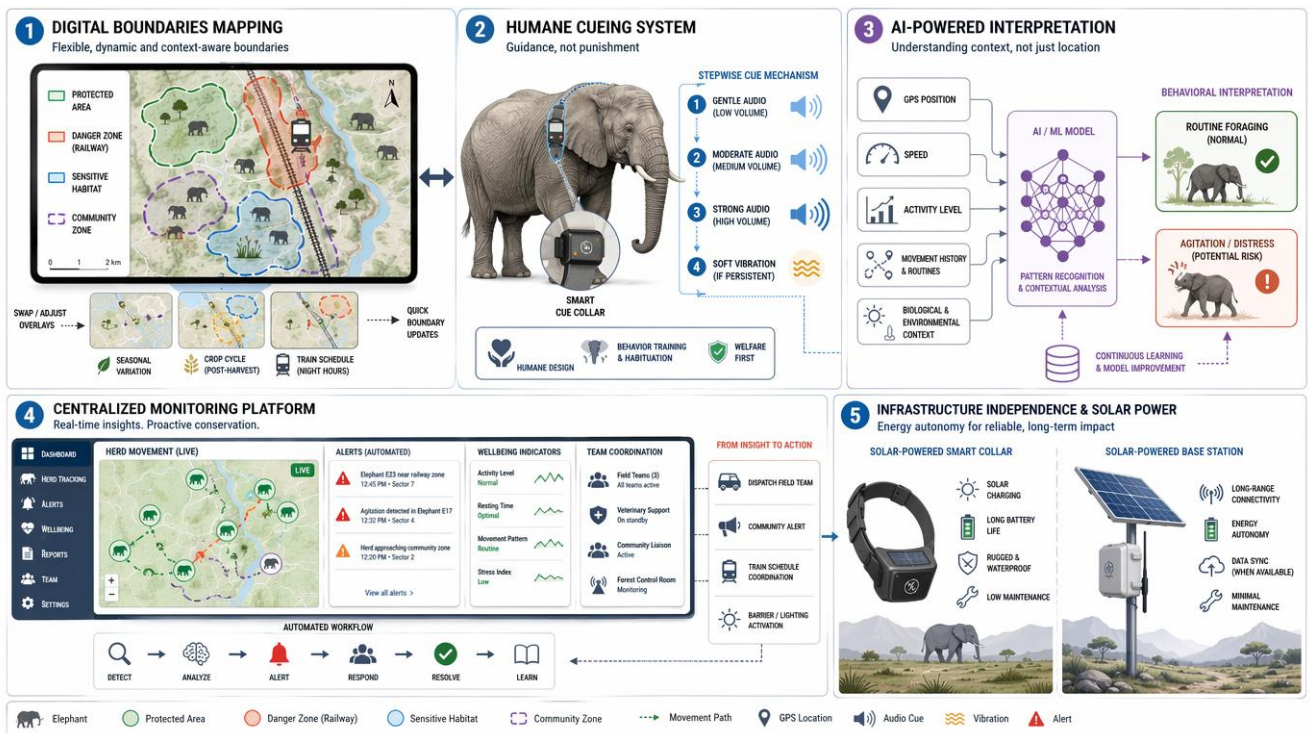 1 DIGITAL BOUNDARIES MAPPING
Flexible, dynamic and context-aware boundaries
PROTECTED
AREA
DANGER ZONE
(RAILWAY)
SENSITIVE
HABITAT
COMMUNITY
ZONE
0 1 2 km
N
SWAP / ADJUST
OVERLAYS
QUICK
BOUNDARY
UPDATES
SEASONAL
VARIATION
CROP CYCLE
(POST-HARVEST)
TRAIN SCHEDULE
(NIGHT HOURS)
2 HUMANE CUEING SYSTEM
Guidance, not punishment
STEPWISE CUE MECHANISM
1 GENTLE AUDIO
(LOW VOLUME)
2 MODERATE AUDIO
(MEDIUM VOLUME)
3 STRONG AUDIO
(HIGH VOLUME)
4 SOFT VIBRATION
(IF PERSISTENT)
SMART
CUE COLLAR
HUMANE DESIGN
BEHAVIOR TRAINING
& HABITUATION
WELFARE
FIRST
3 AI-POWERED INTERPRETATION
Understanding context, not just location
GPS POSITION
SPEED
ACTIVITY LEVEL
MOVEMENT HISTORY
& ROUTINES
BIOLOGICAL &
ENVIRONMENTAL
CONTEXT
AI / ML MODEL
PATTERN RECOGNITION
& CONTEXTUAL ANALYSIS
BEHAVIORAL INTERPRETATION
ROUTINE FORAGING
(NORMAL)
AGITATION / DISTRESS
(POTENTIAL RISK)
CONTINUOUS LEARNING
& MODEL IMPROVEMENT
4 CENTRALIZED MONITORING PLATFORM
Real-time insights. Proactive conservation.
DASHBOARD
HERD TRACKING
ALERTS
WELLBEING
REPORTS
TEAM
SETTINGS
HERD MOVEMENT (LIVE)
LIVE
+
−
ALERTS (AUTOMATED)
Elephant E23 near railway zone
12:45 PM • Sector 7
Agitation detected in Elephant E17
12:32 PM • Sector 4
Herd approaching community zone
12:20 PM • Sector 2
View all alerts >
WELLBEING INDICATORS
Activity Level
Normal
Resting Time
Optimal
Movement Pattern
Routine
Stress Index
Low
TEAM COORDINATION
Field Teams (3)
All teams active
Veterinary Support
On standby
Community Liaison
Active
Forest Control Room
Monitoring
FROM INSIGHT TO ACTION
DISPATCH FIELD TEAM
COMMUNITY ALERT
TRAIN SCHEDULE
COORDINATION
BARRIER / LIGHTING
ACTIVATION
AUTOMATED WORKFLOW
DETECT
ANALYZE
ALERT
RESPOND
RESOLVE
LEARN
5 INFRASTRUCTURE INDEPENDENCE & SOLAR POWER
Energy autonomy for reliable, long-term impact
SOLAR-POWERED SMART COLLAR
SOLAR
CHARGING
LONG BATTERY
LIFE
RUGGED &
WATERPROOF
LOW MAINTENANCE
SOLAR-POWERED BASE STATION
LONG-RANGE
CONNECTIVITY
ENERGY
AUTONOMY
DATA SYNC
(WHEN AVAILABLE)
MINIMAL
MAINTENANCE
Elephant
Protected Area
Danger Zone (Railway)
Sensitive Habitat
Community Zone
Movement Path
GPS Location
Audio Cue
Vibration
Alert